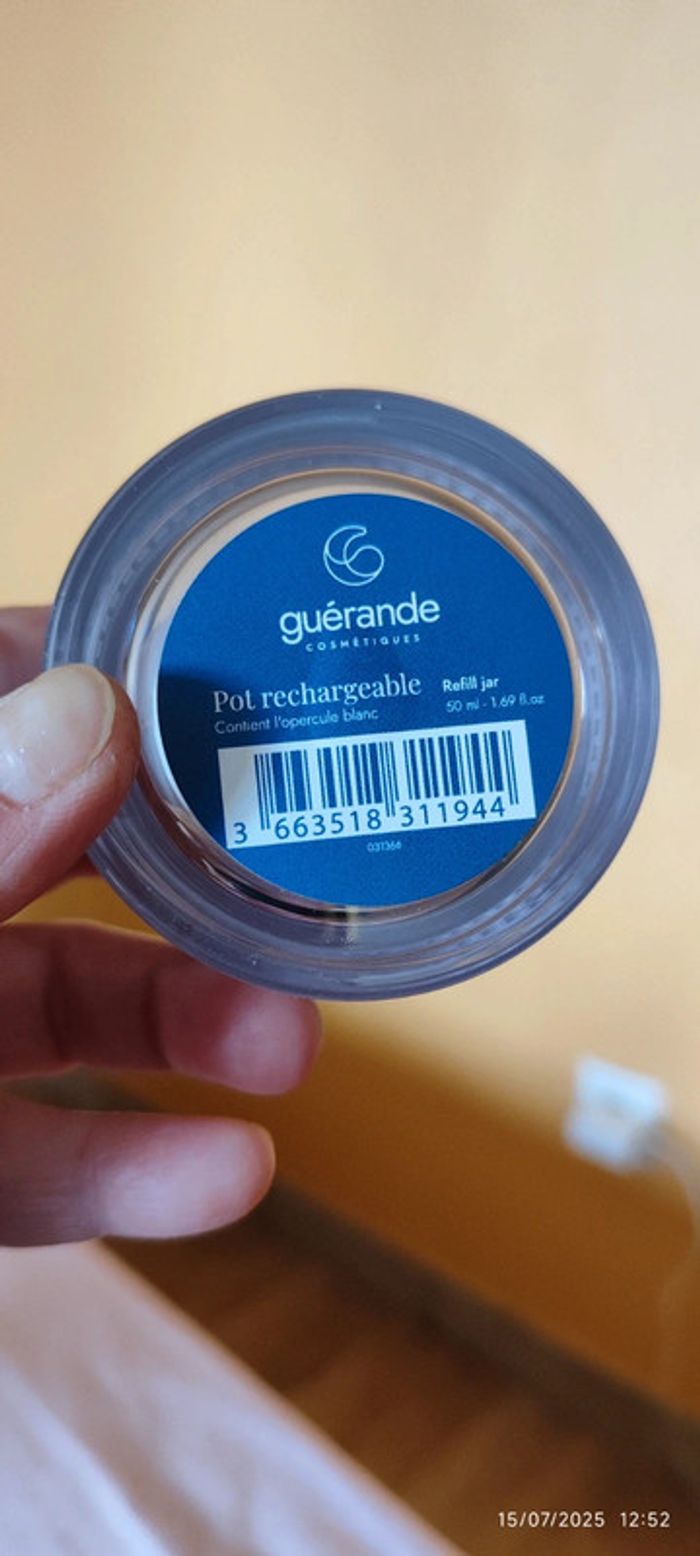 guérande
COSMÉTIQUES
Pot rechargeable
Contient l'opercule blanc
Refill jar
50 ml - 1.69 fl.oz
3 663518 311944
031366
15/07/2025 12:52